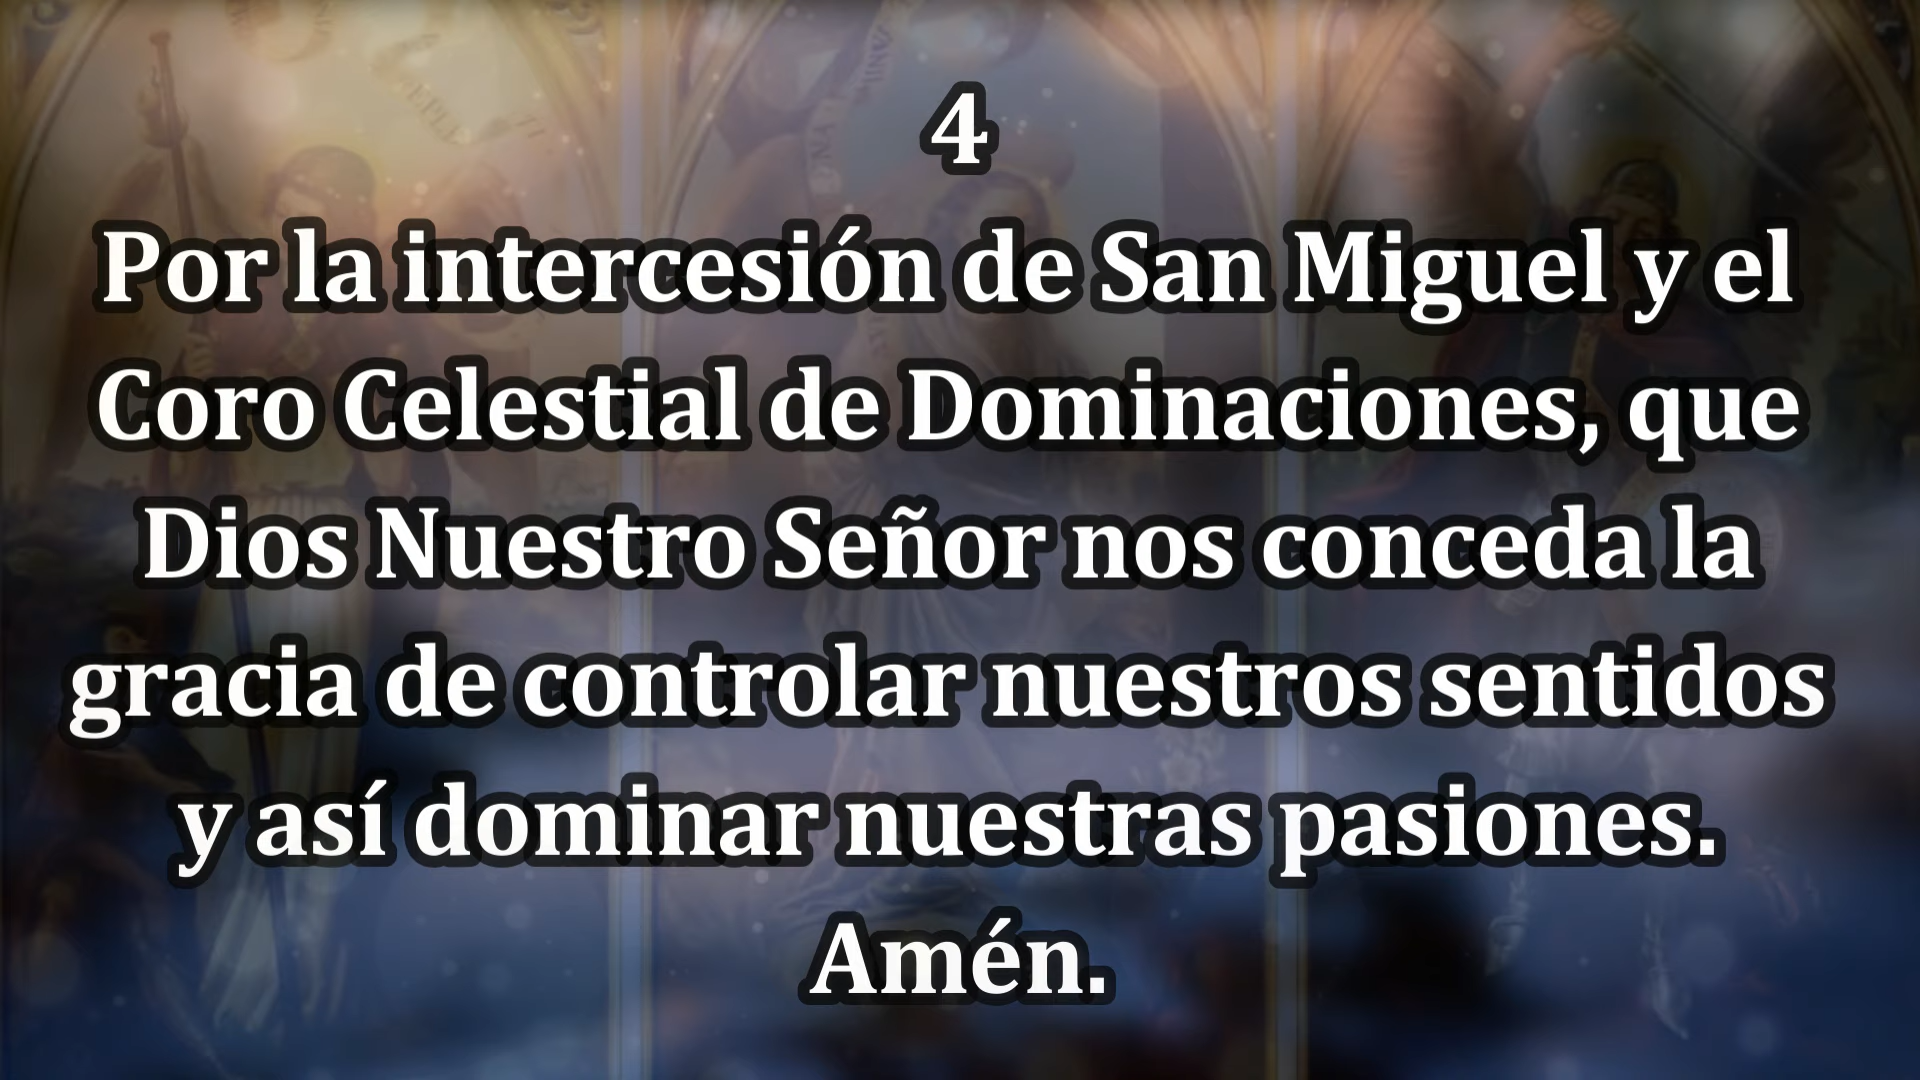 4
Por la intercesión de San Miguel y el
Coro Celestial de Dominaciones, que
Dios Nuestro Señor nos conceda la
gracia de controlar nuestros sentidos
y así dominar nuestras pasiones.
Amén.